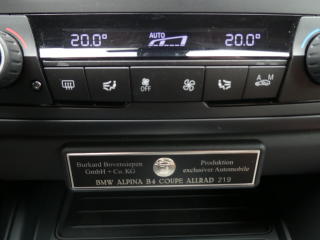 20.0° AUTO 20.0°
OFF A M
Burkard Bovensiepen Produktion
GmbH + Co. KG exclusiver Automobile
BMW ALPINA B4 COUPE ALLRAD 219